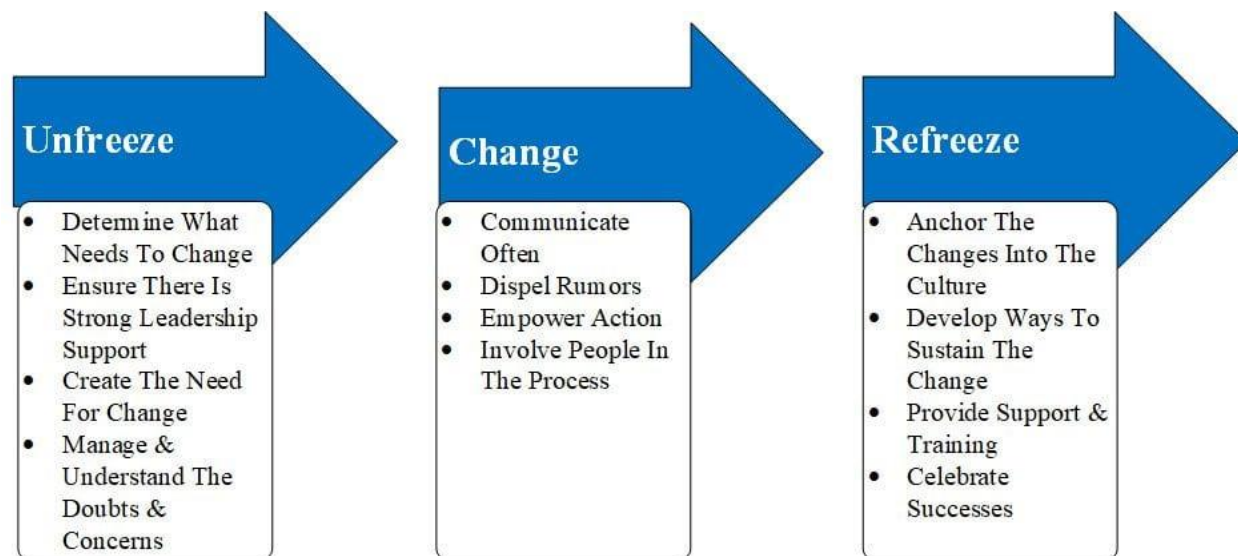 Unfreeze
• Determine What
Needs To Change
• Ensure There Is
Strong Leadership
Support
• Create The Need
For Change
• Manage &
Understand The
Doubts &
Concerns
Change
• Communicate
Often
• Dispel Rumors
• Empower Action
• Involve People In
The Process
Refreeze
• Anchor The
Changes Into The
Culture
• Develop Ways To
Sustain The
Change
• Provide Support &
Training
• Celebrate
Successes